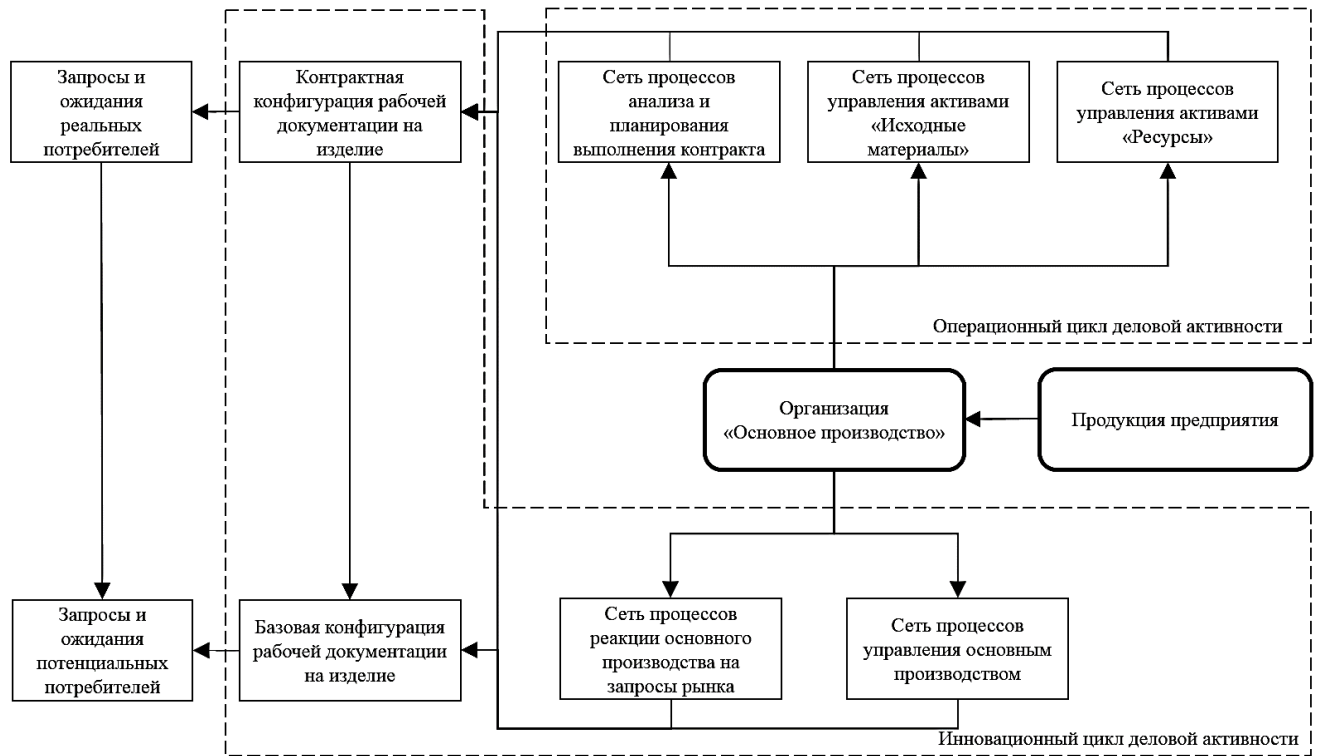 Запросы и
ожидания
реальных
потребителей
Контрактная
конфигурация рабочей
документации на
изделие
Сеть процессов
анализа и
планирования
выполнения контракта
Сеть процессов
управления активами
«Исходные
материалы»
Сеть процессов
управления активами
«Ресурсы»
Операционный цикл деловой активности
Организация
«Основное производство»
Продукция предприятия
Запросы и
ожидания
потенциальных
потребителей
Базовая конфигурация
рабочей документации
на изделие
Сеть процессов
реакции основного
производства на
запросы рынка
Сеть процессов
управления основным
производством
Инновационный цикл деловой активности